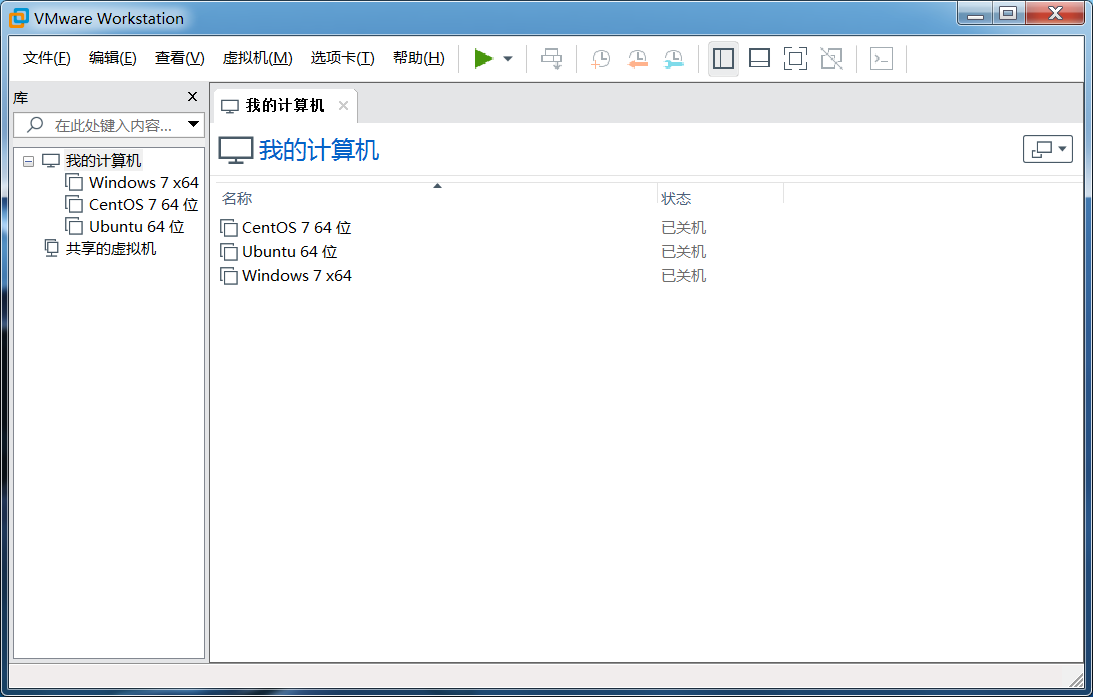 VMware Workstation
文件(F) 编辑(E) 查看(V) 虚拟机(M) 选项卡(T) 帮助(H)
库
在此处键入内容...
我的计算机
Windows 7 x64
CentOS 7 64 位
Ubuntu 64 位
共享的虚拟机
我的计算机
我的计算机
名称 状态
CentOS 7 64 位 已关机
Ubuntu 64 位 已关机
Windows 7 x64 已关机